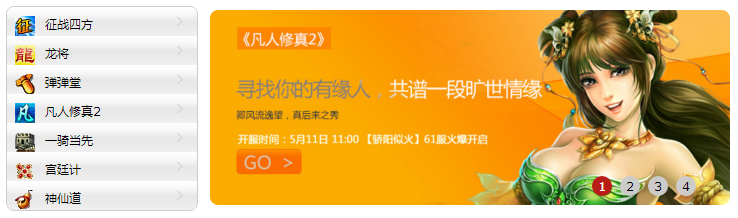 征战四方
龙将
弹弹堂
凡人修真2
一骑当先
宫廷计
神仙道
《凡人修真2》
寻找你的有缘人，共谱一段旷世情缘
御风流逸望，真后来之秀
开服时间：5月11日 11:00 【骄阳似火】61服火爆开启
GO >
1 2 3 4